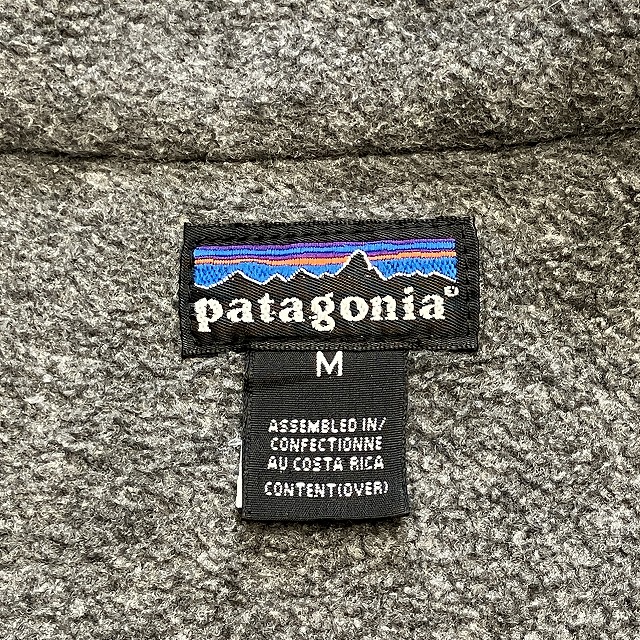 patagonia®
M
ASSEMBLED IN/
CONFECTIONNE
AU COSTA RICA
CONTENT(OVER)